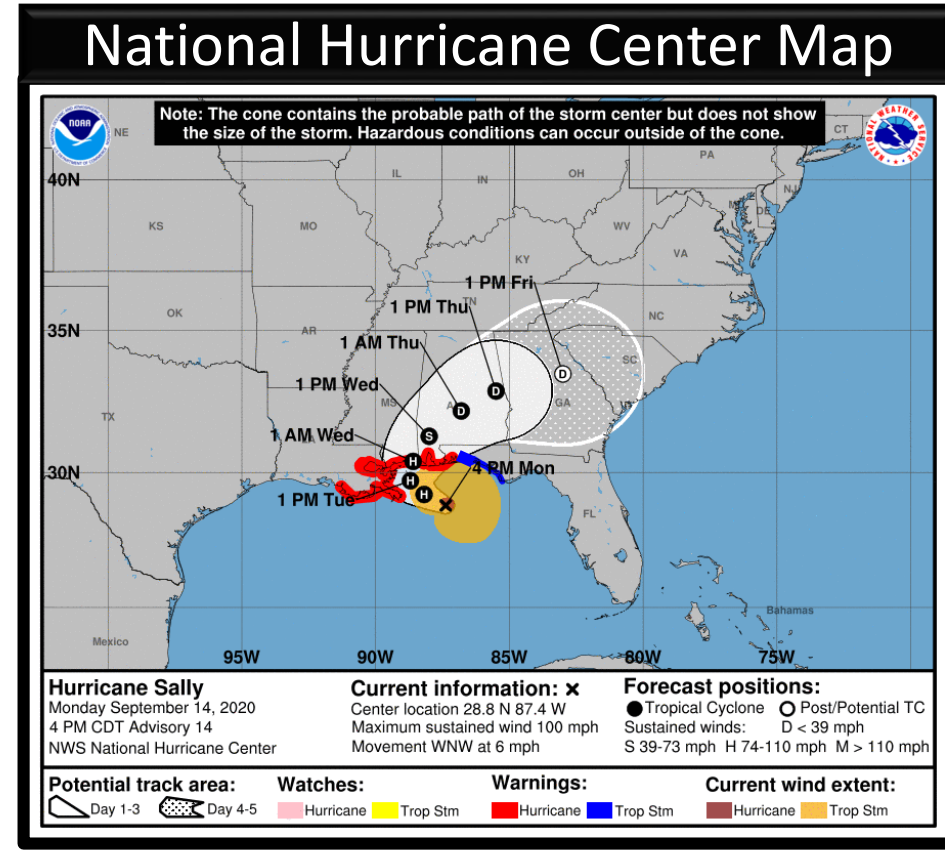 National Hurricane Center Map
Note: The cone contains the probable path of the storm center but does not show
the size of the storm. Hazardous conditions can occur outside of the cone.
NOAA
NATIONAL WEATHER SERVICE
NE
CT
PA
IL
IN
OH
40N
NJ
DE
KS
MO
WV
VA
KY
1 PM Fri
TN
1 PM Thu
OK
NC
35N
AR
1 AM Thu
SC
1 PM Wed
D
D
MS
GA
TX
D
1 AM Wed
S
H
4 PM Mon
30N
H
1 PM Tue
H
FL
Bahamas
Mexico
95W
90W
85W
80W
75W
Hurricane Sally
Monday September 14, 2020
4 PM CDT Advisory 14
NWS National Hurricane Center
Current information: ×
Center location 28.8 N 87.4 W
Maximum sustained wind 100 mph
Movement WNW at 6 mph
Forecast positions:
Tropical Cyclone Post/Potential TC
Sustained winds: D < 39 mph
S 39-73 mph H 74-110 mph M > 110 mph
Potential track area:
Day 1-3 Day 4-5
Watches:
Hurricane Trop Stm
Warnings:
Hurricane Trop Stm
Current wind extent:
Hurricane Trop Stm